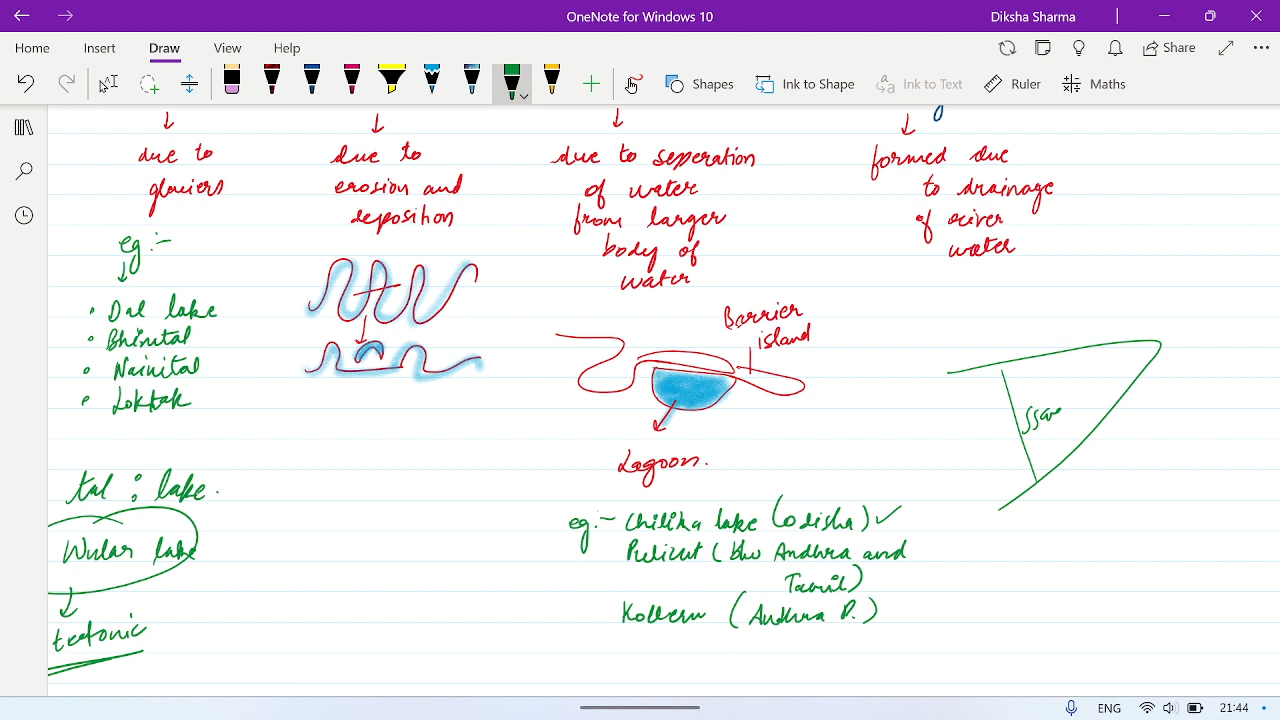 OneNote for Windows 10
Diksha Sharma
Home Insert Draw View Help
Share
Shapes Ink to Shape Ink to Text Ruler Maths
due to
glaciers
eg :-
• Dal lake
• Bhimtal
• Nainital
• Loktak
tal : lake.
Wular lake
tectonic
due to
erosion and
deposition
due to seperation
of water
from larger
body of
water
Barrier
island
Lagoon.
eg :- Chilika lake (Odisha) ✓
Pulicut (btw Andhra and
Tamil)
Kolleru (Andhra P.)
formed due
to drainage
of river
water
ENG
21:44